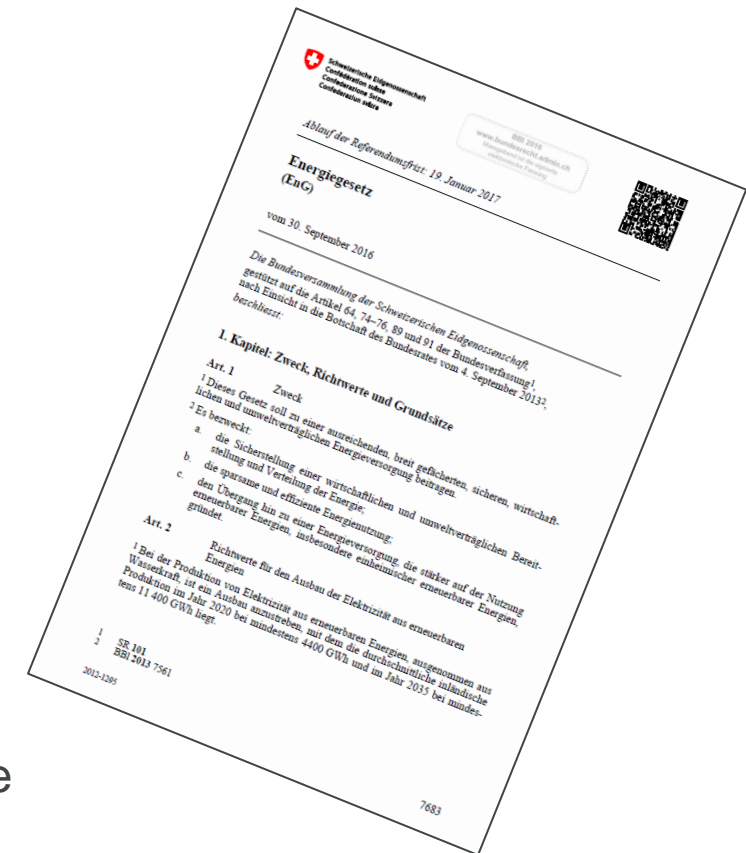 Schweizerische Eidgenossenschaft
Confédération suisse
Confederazione Svizzera
Confederaziun svizra
BBl 2016
www.bundesrecht.admin.ch
Massgebend ist die signierte
elektronische Fassung
Ablauf der Referendumsfrist: 19. Januar 2017
Energiegesetz
(EnG)
vom 30. September 2016
Die Bundesversammlung der Schweizerischen Eidgenossenschaft,
gestützt auf die Artikel 64, 74–76, 89 und 91 der Bundesverfassung¹,
nach Einsicht in die Botschaft des Bundesrates vom 4. September 2013²,
beschliesst:
1. Kapitel: Zweck, Richtwerte und Grundsätze
Art. 1 Zweck
¹ Dieses Gesetz soll zu einer ausreichenden, breit gefächerten, sicheren, wirtschaft-
lichen und umweltverträglichen Energieversorgung beitragen.
² Es bezweckt:
a. die Sicherstellung einer wirtschaftlichen und umweltverträglichen Bereit-
stellung und Verteilung der Energie;
b. die sparsame und effiziente Energienutzung;
c. den Übergang hin zu einer Energieversorgung, die stärker auf der Nutzung
erneuerbarer Energien, insbesondere einheimischer erneuerbarer Energien,
gründet.
Art. 2 Richtwerte für den Ausbau der Elektrizität aus erneuerbaren
Energien
¹ Bei der Produktion von Elektrizität aus erneuerbaren Energien, ausgenommen aus
Wasserkraft, ist ein Ausbau anzustreben, mit dem die durchschnittliche inländische
Produktion im Jahr 2020 bei mindestens 4400 GWh und im Jahr 2035 bei mindes-
tens 11 400 GWh liegt.
1 SR 101
2 BBl 2013 7561
2012-1295
7683
e